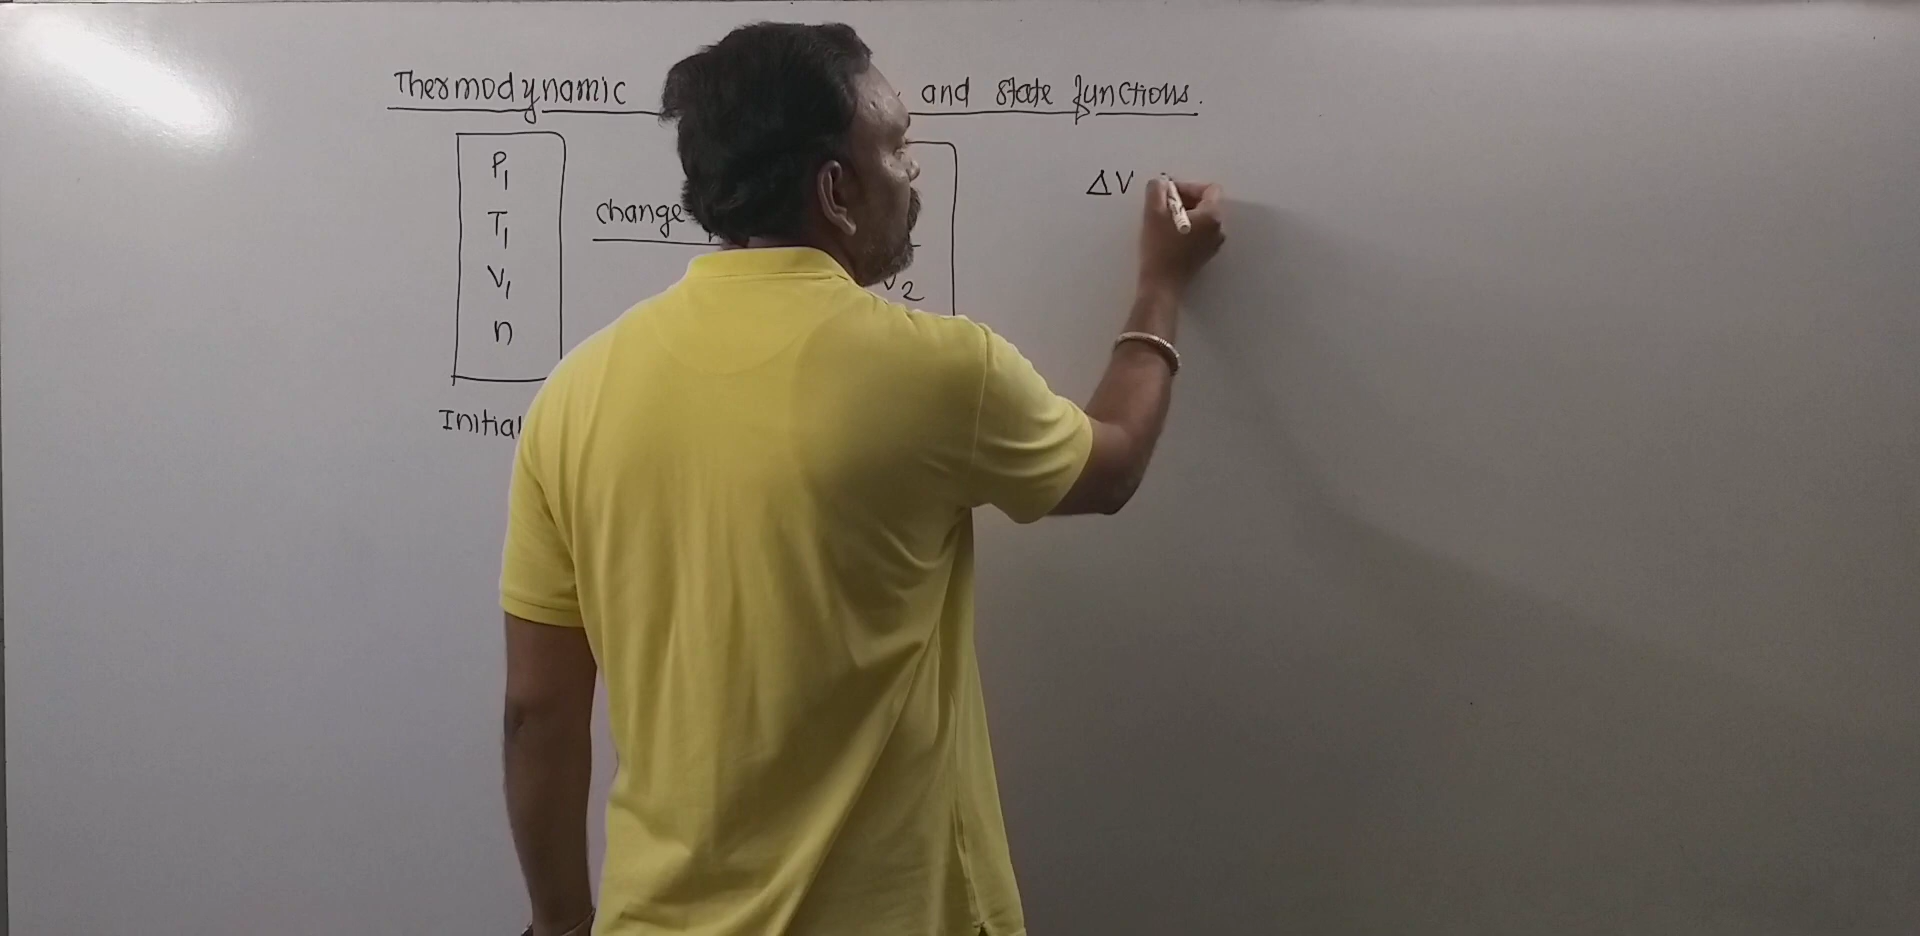 Thermodynamic and state functions.
P1
T1
V1
n
change
V2
Initial
ΔV